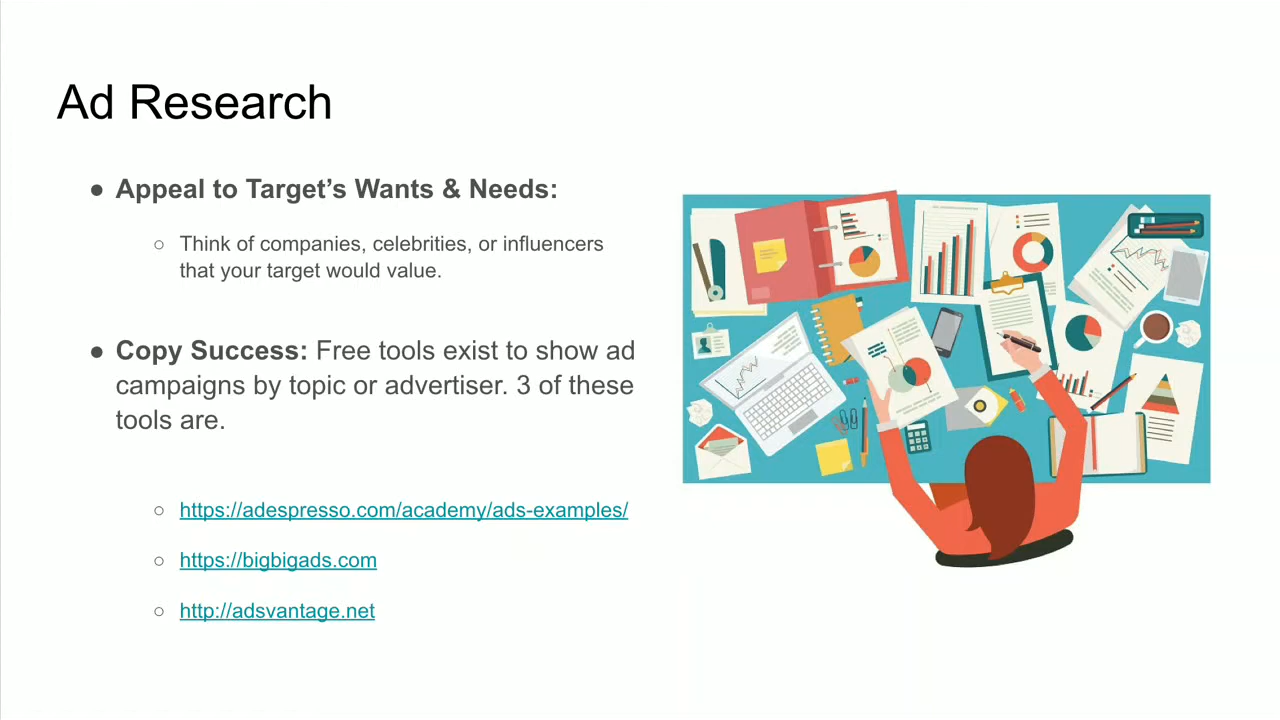 Ad Research
● Appeal to Target’s Wants & Needs:
○ Think of companies, celebrities, or influencers
that your target would value.
● Copy Success: Free tools exist to show ad
campaigns by topic or advertiser. 3 of these
tools are.
○ https://adespresso.com/academy/ads-examples/
○ https://bigbigads.com
○ http://adsvantage.net